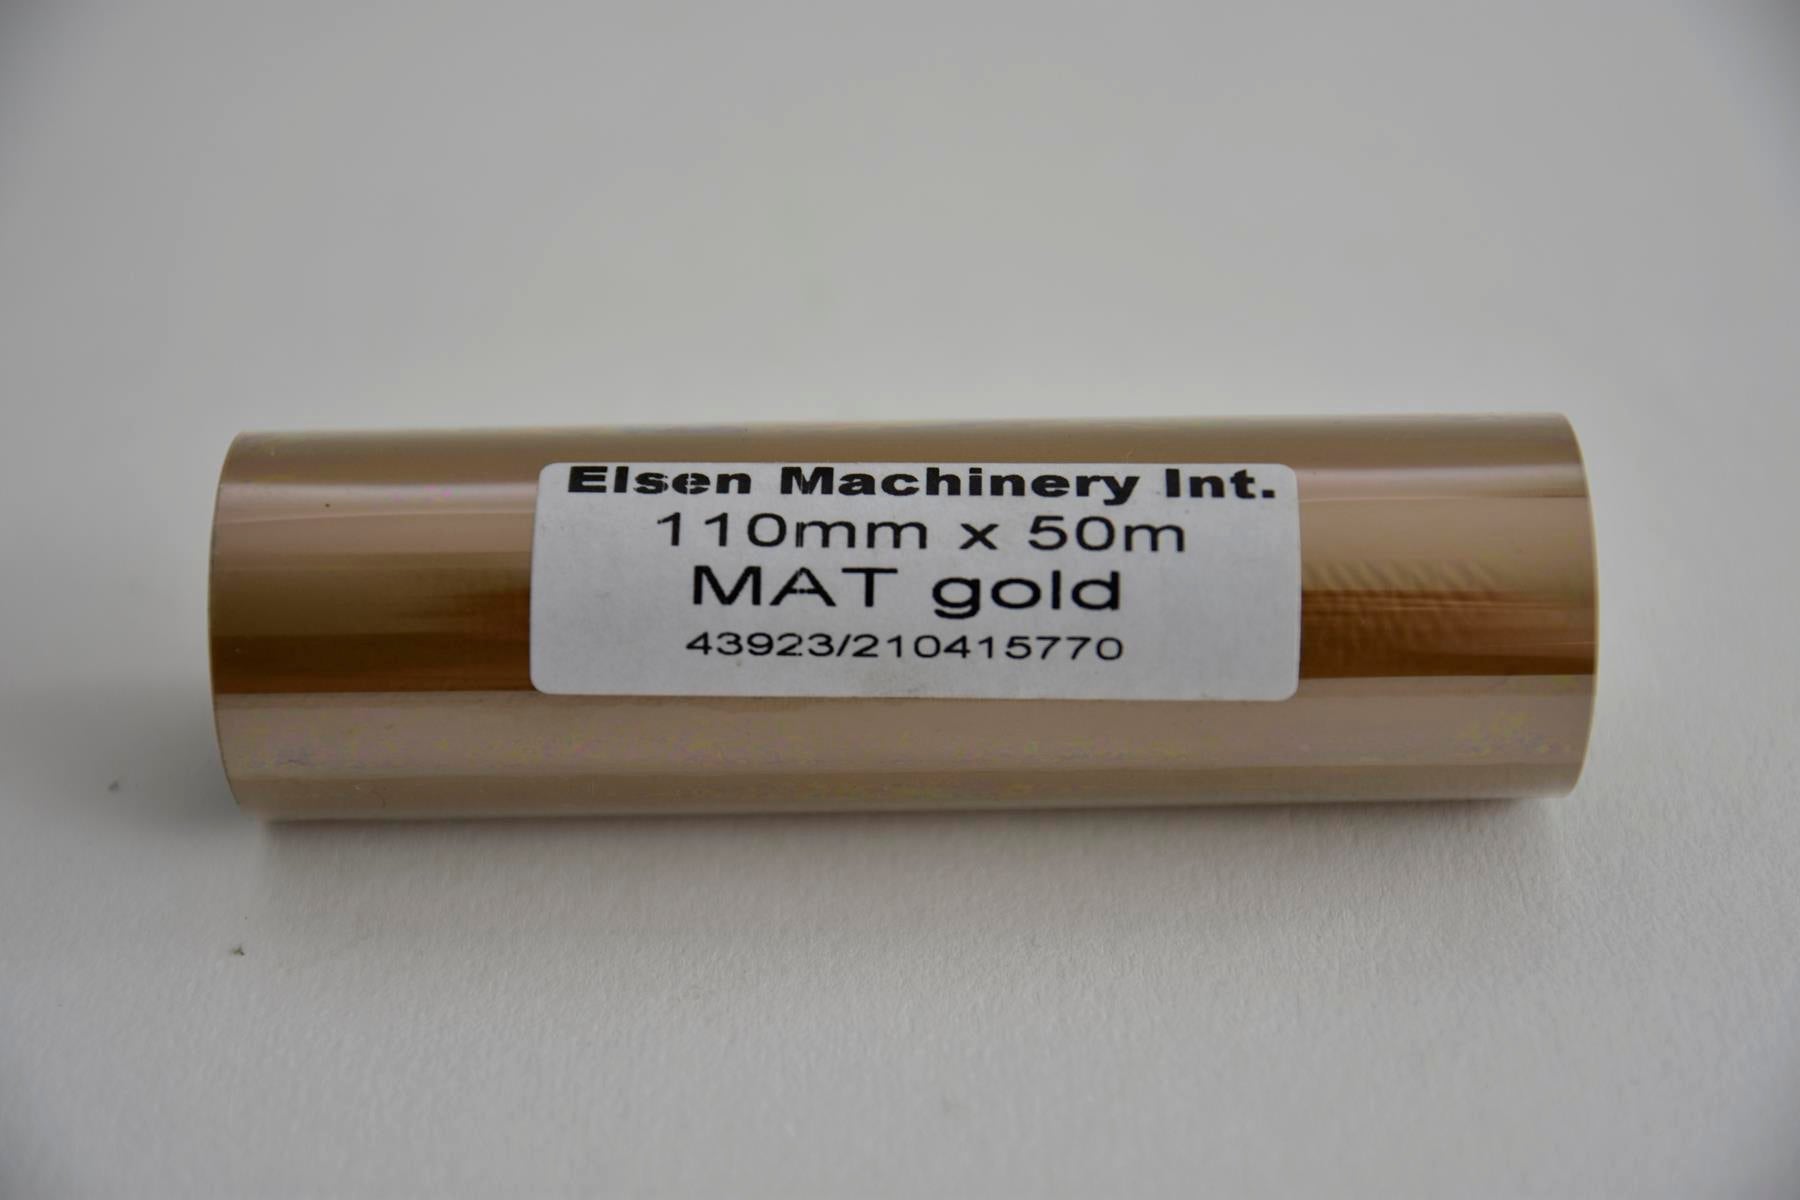 Elsen Machinery Int.
110mm x 50m
MAT gold
43923/210415770